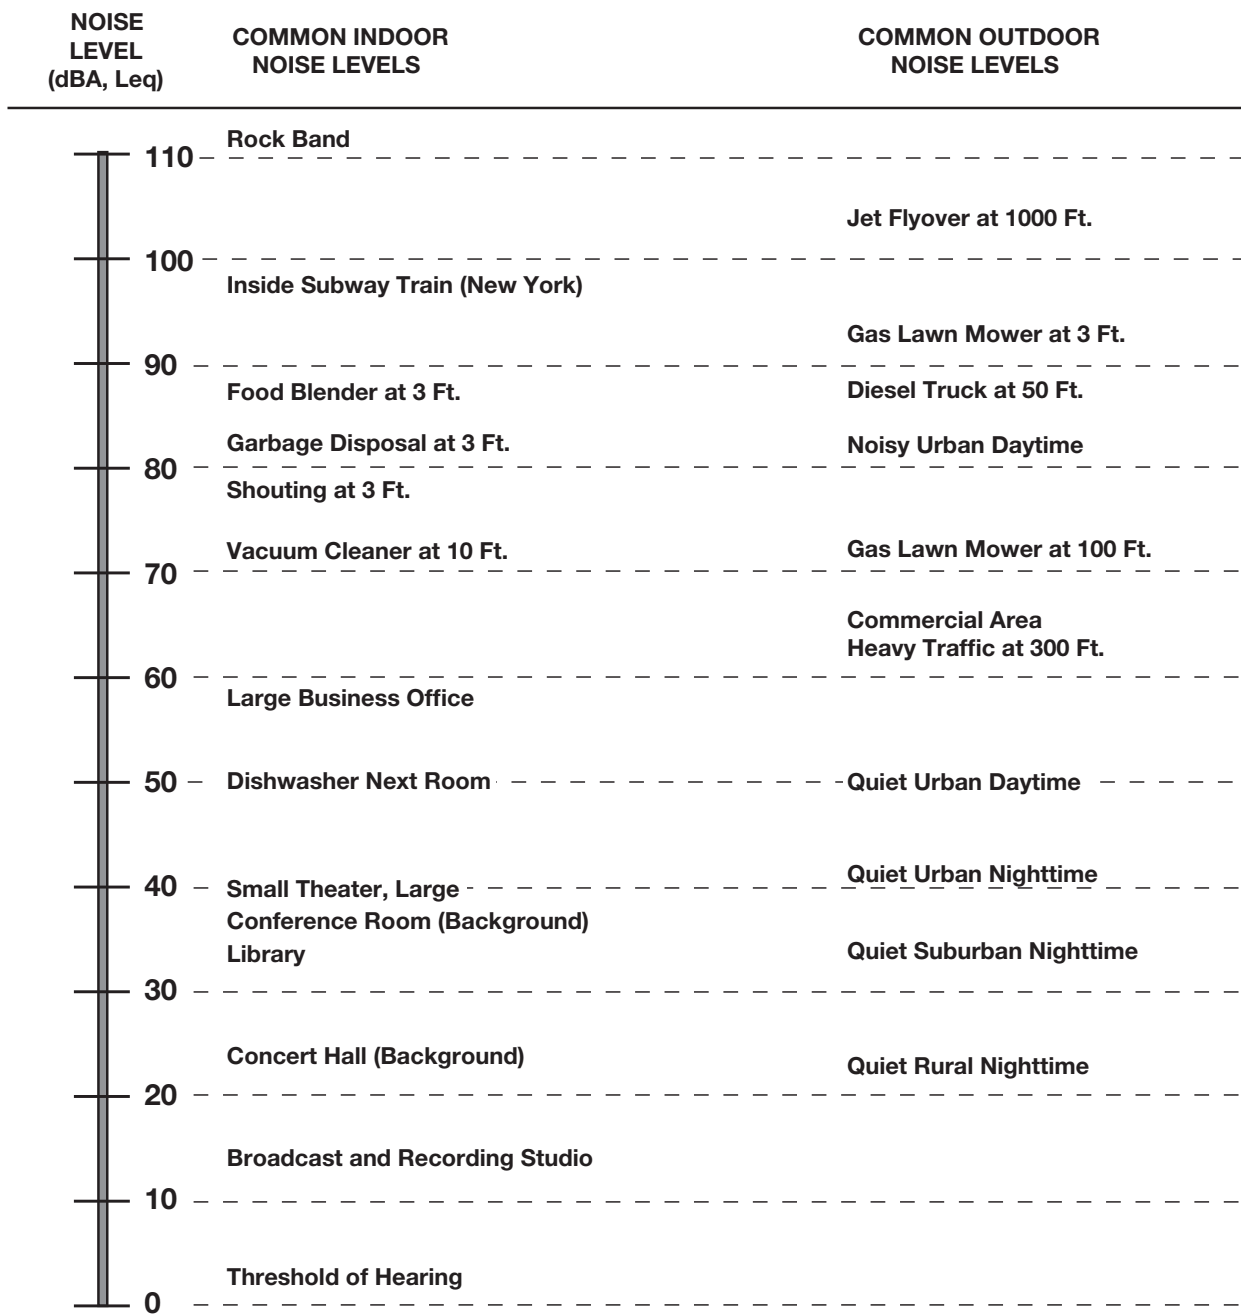 NOISE
LEVEL
(dBA, Leq)
COMMON INDOOR
NOISE LEVELS
COMMON OUTDOOR
NOISE LEVELS
Rock Band
110
Jet Flyover at 1000 Ft.
100
Inside Subway Train (New York)
Gas Lawn Mower at 3 Ft.
90
Food Blender at 3 Ft.
Diesel Truck at 50 Ft.
Garbage Disposal at 3 Ft.
Noisy Urban Daytime
80
Shouting at 3 Ft.
Vacuum Cleaner at 10 Ft.
Gas Lawn Mower at 100 Ft.
70
Commercial Area
Heavy Traffic at 300 Ft.
60
Large Business Office
50
Dishwasher Next Room
Quiet Urban Daytime
Quiet Urban Nighttime
40
Small Theater, Large
Conference Room (Background)
Library
Quiet Suburban Nighttime
30
Concert Hall (Background)
Quiet Rural Nighttime
20
Broadcast and Recording Studio
10
Threshold of Hearing
0